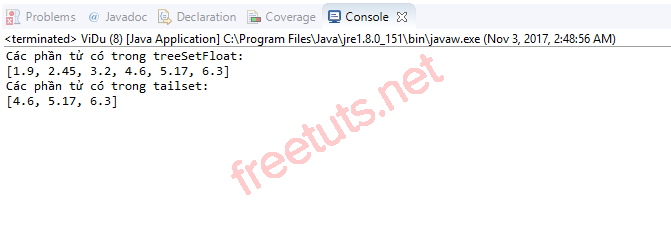 Problems @ Javadoc Declaration Coverage Console
<terminated> ViDu (8) [Java Application] C:\Program Files\Java\jre1.8.0_151\bin\javaw.exe (Nov 3, 2017, 2:48:56 AM)
Các phần tử có trong treeSetFloat:
[1.9, 2.45, 3.2, 4.6, 5.17, 6.3]
Các phần tử có trong tailset:
[4.6, 5.17, 6.3]
freetuts.net